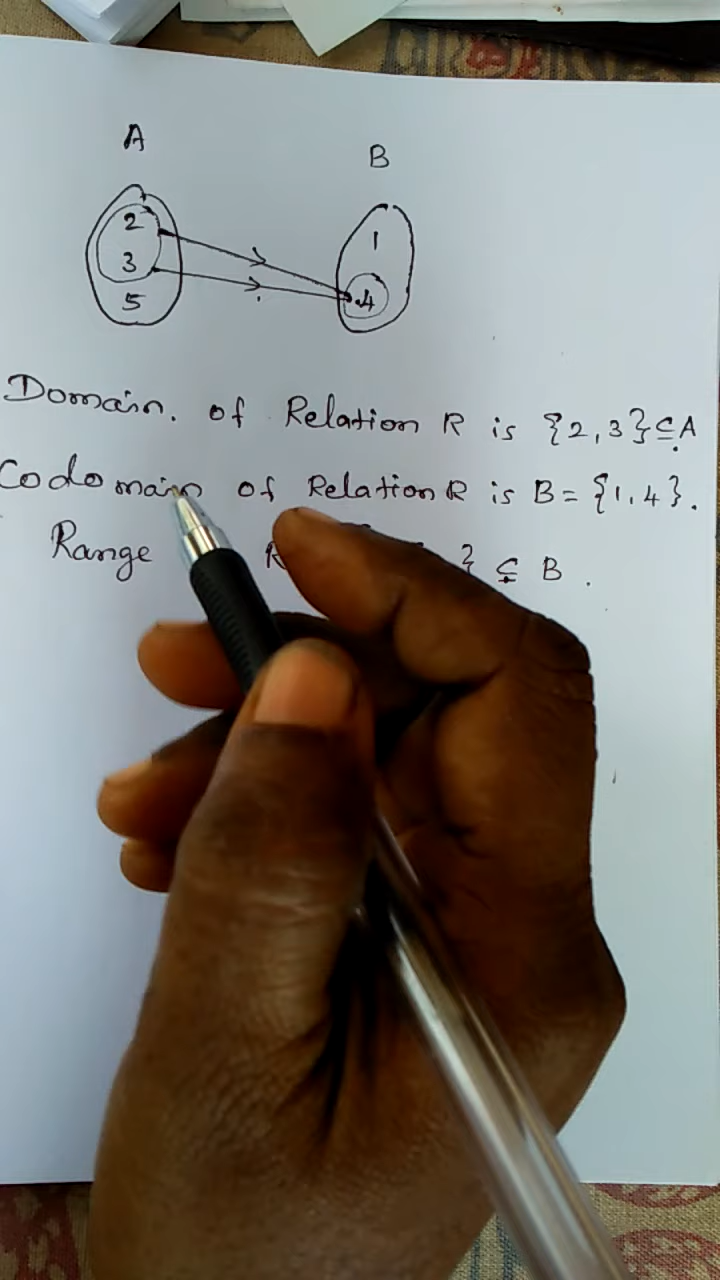 A
B
2
3
5
1
4
Domain. of Relation R is {2,3}⊆A
Codomain of Relation R is B={1,4}.
Range R } ⊆ B.